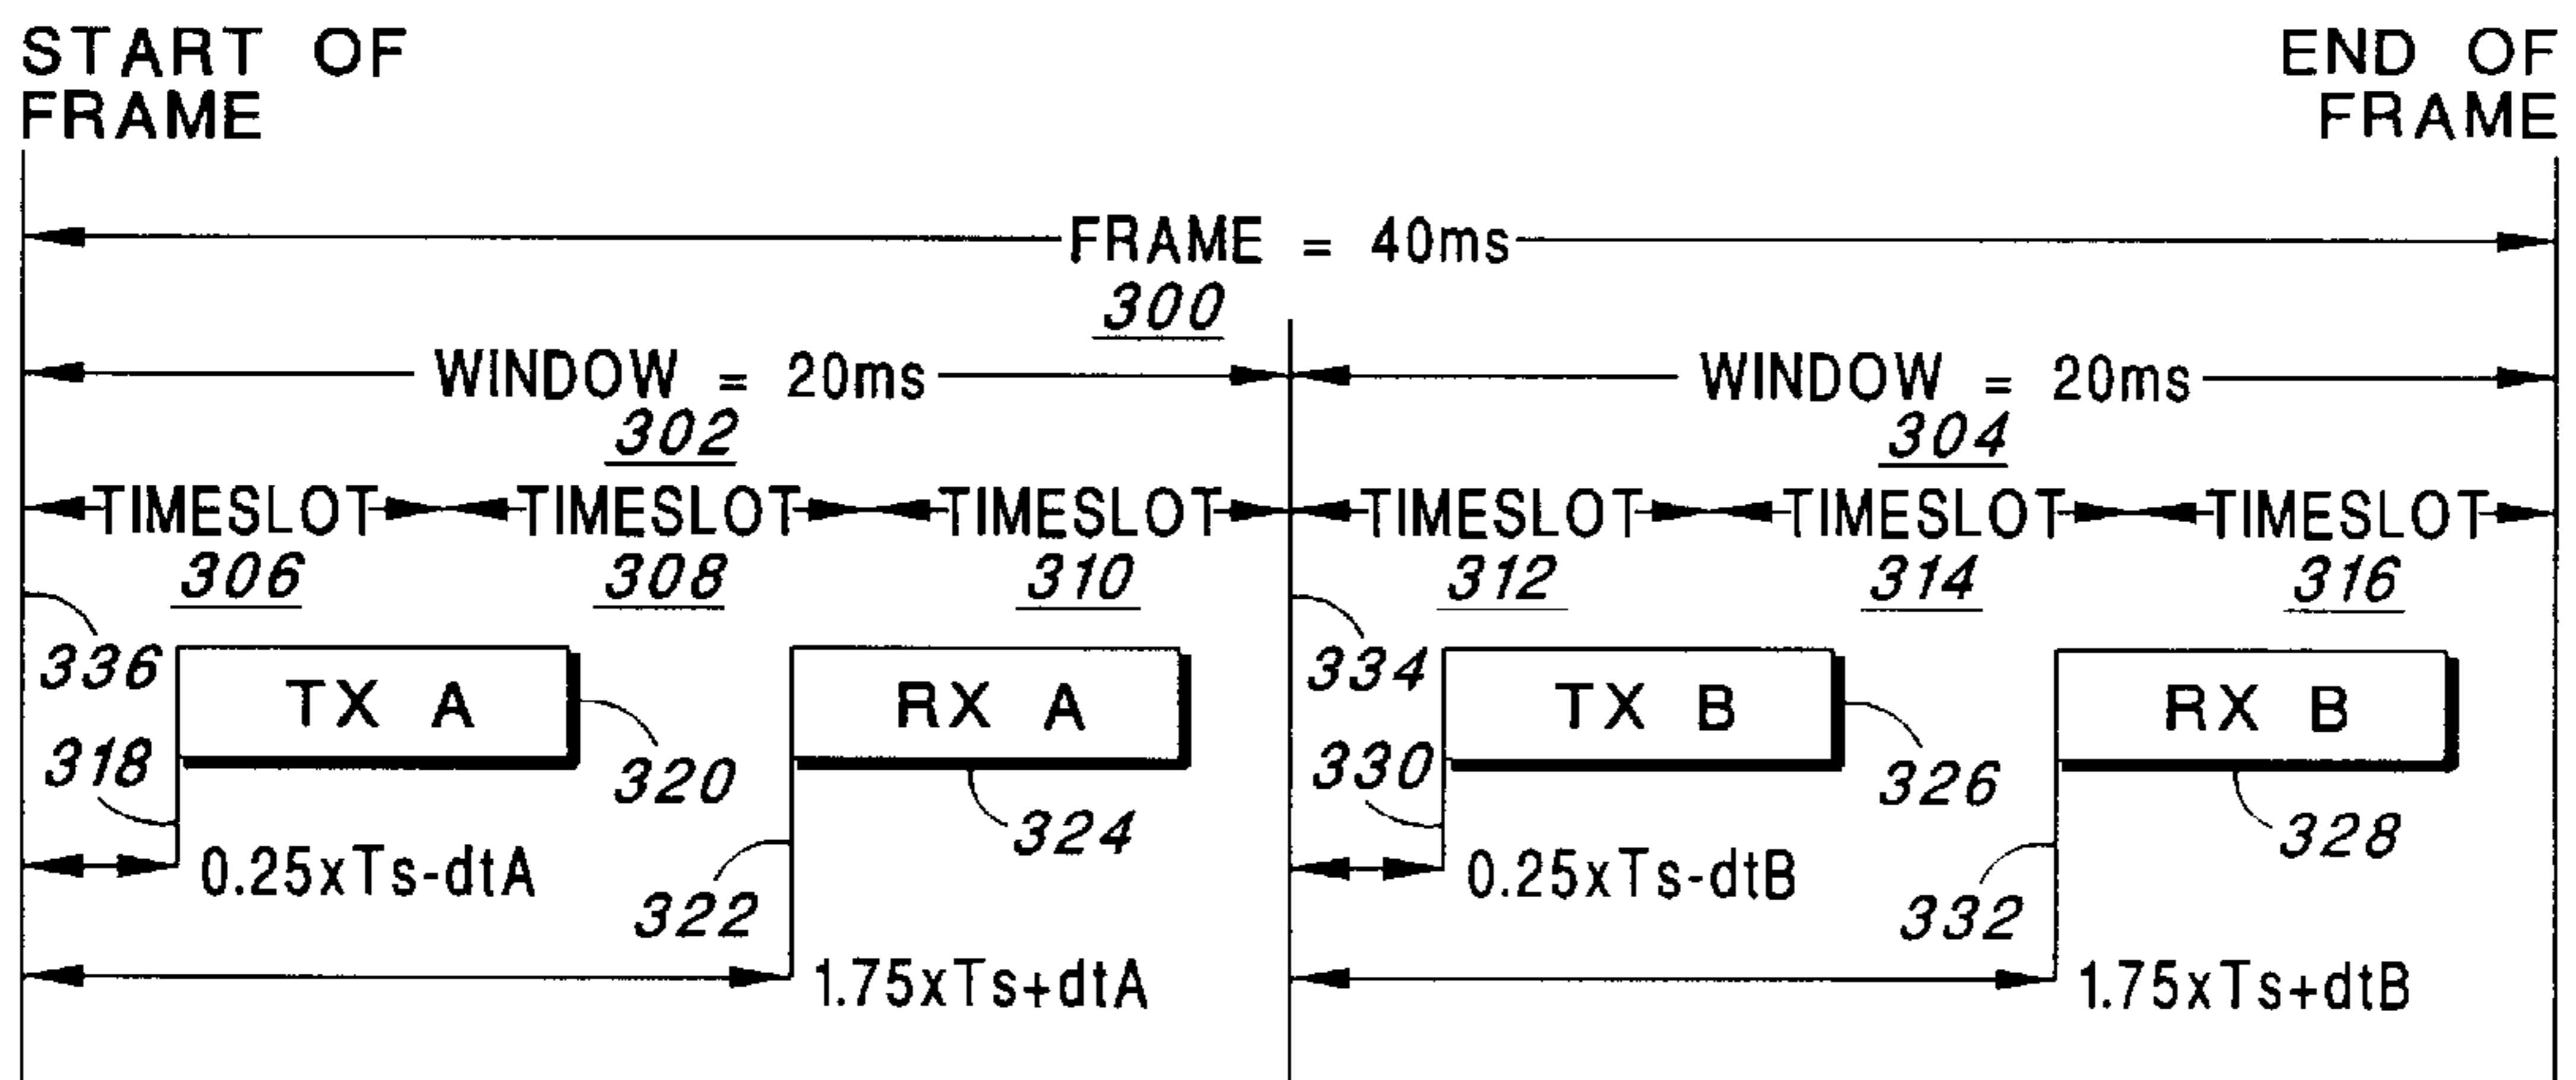 START OF
FRAME
END OF
FRAME
FRAME = 40ms
300
WINDOW = 20ms
302
WINDOW = 20ms
304
TIMESLOT
306
TIMESLOT
308
TIMESLOT
310
TIMESLOT
312
TIMESLOT
314
TIMESLOT
316
336
TX A
320
318
RX A
324
322
0.25xTs-dtA
1.75xTs+dtA
334
TX B
326
330
RX B
328
332
0.25xTs-dtB
1.75xTs+dtB